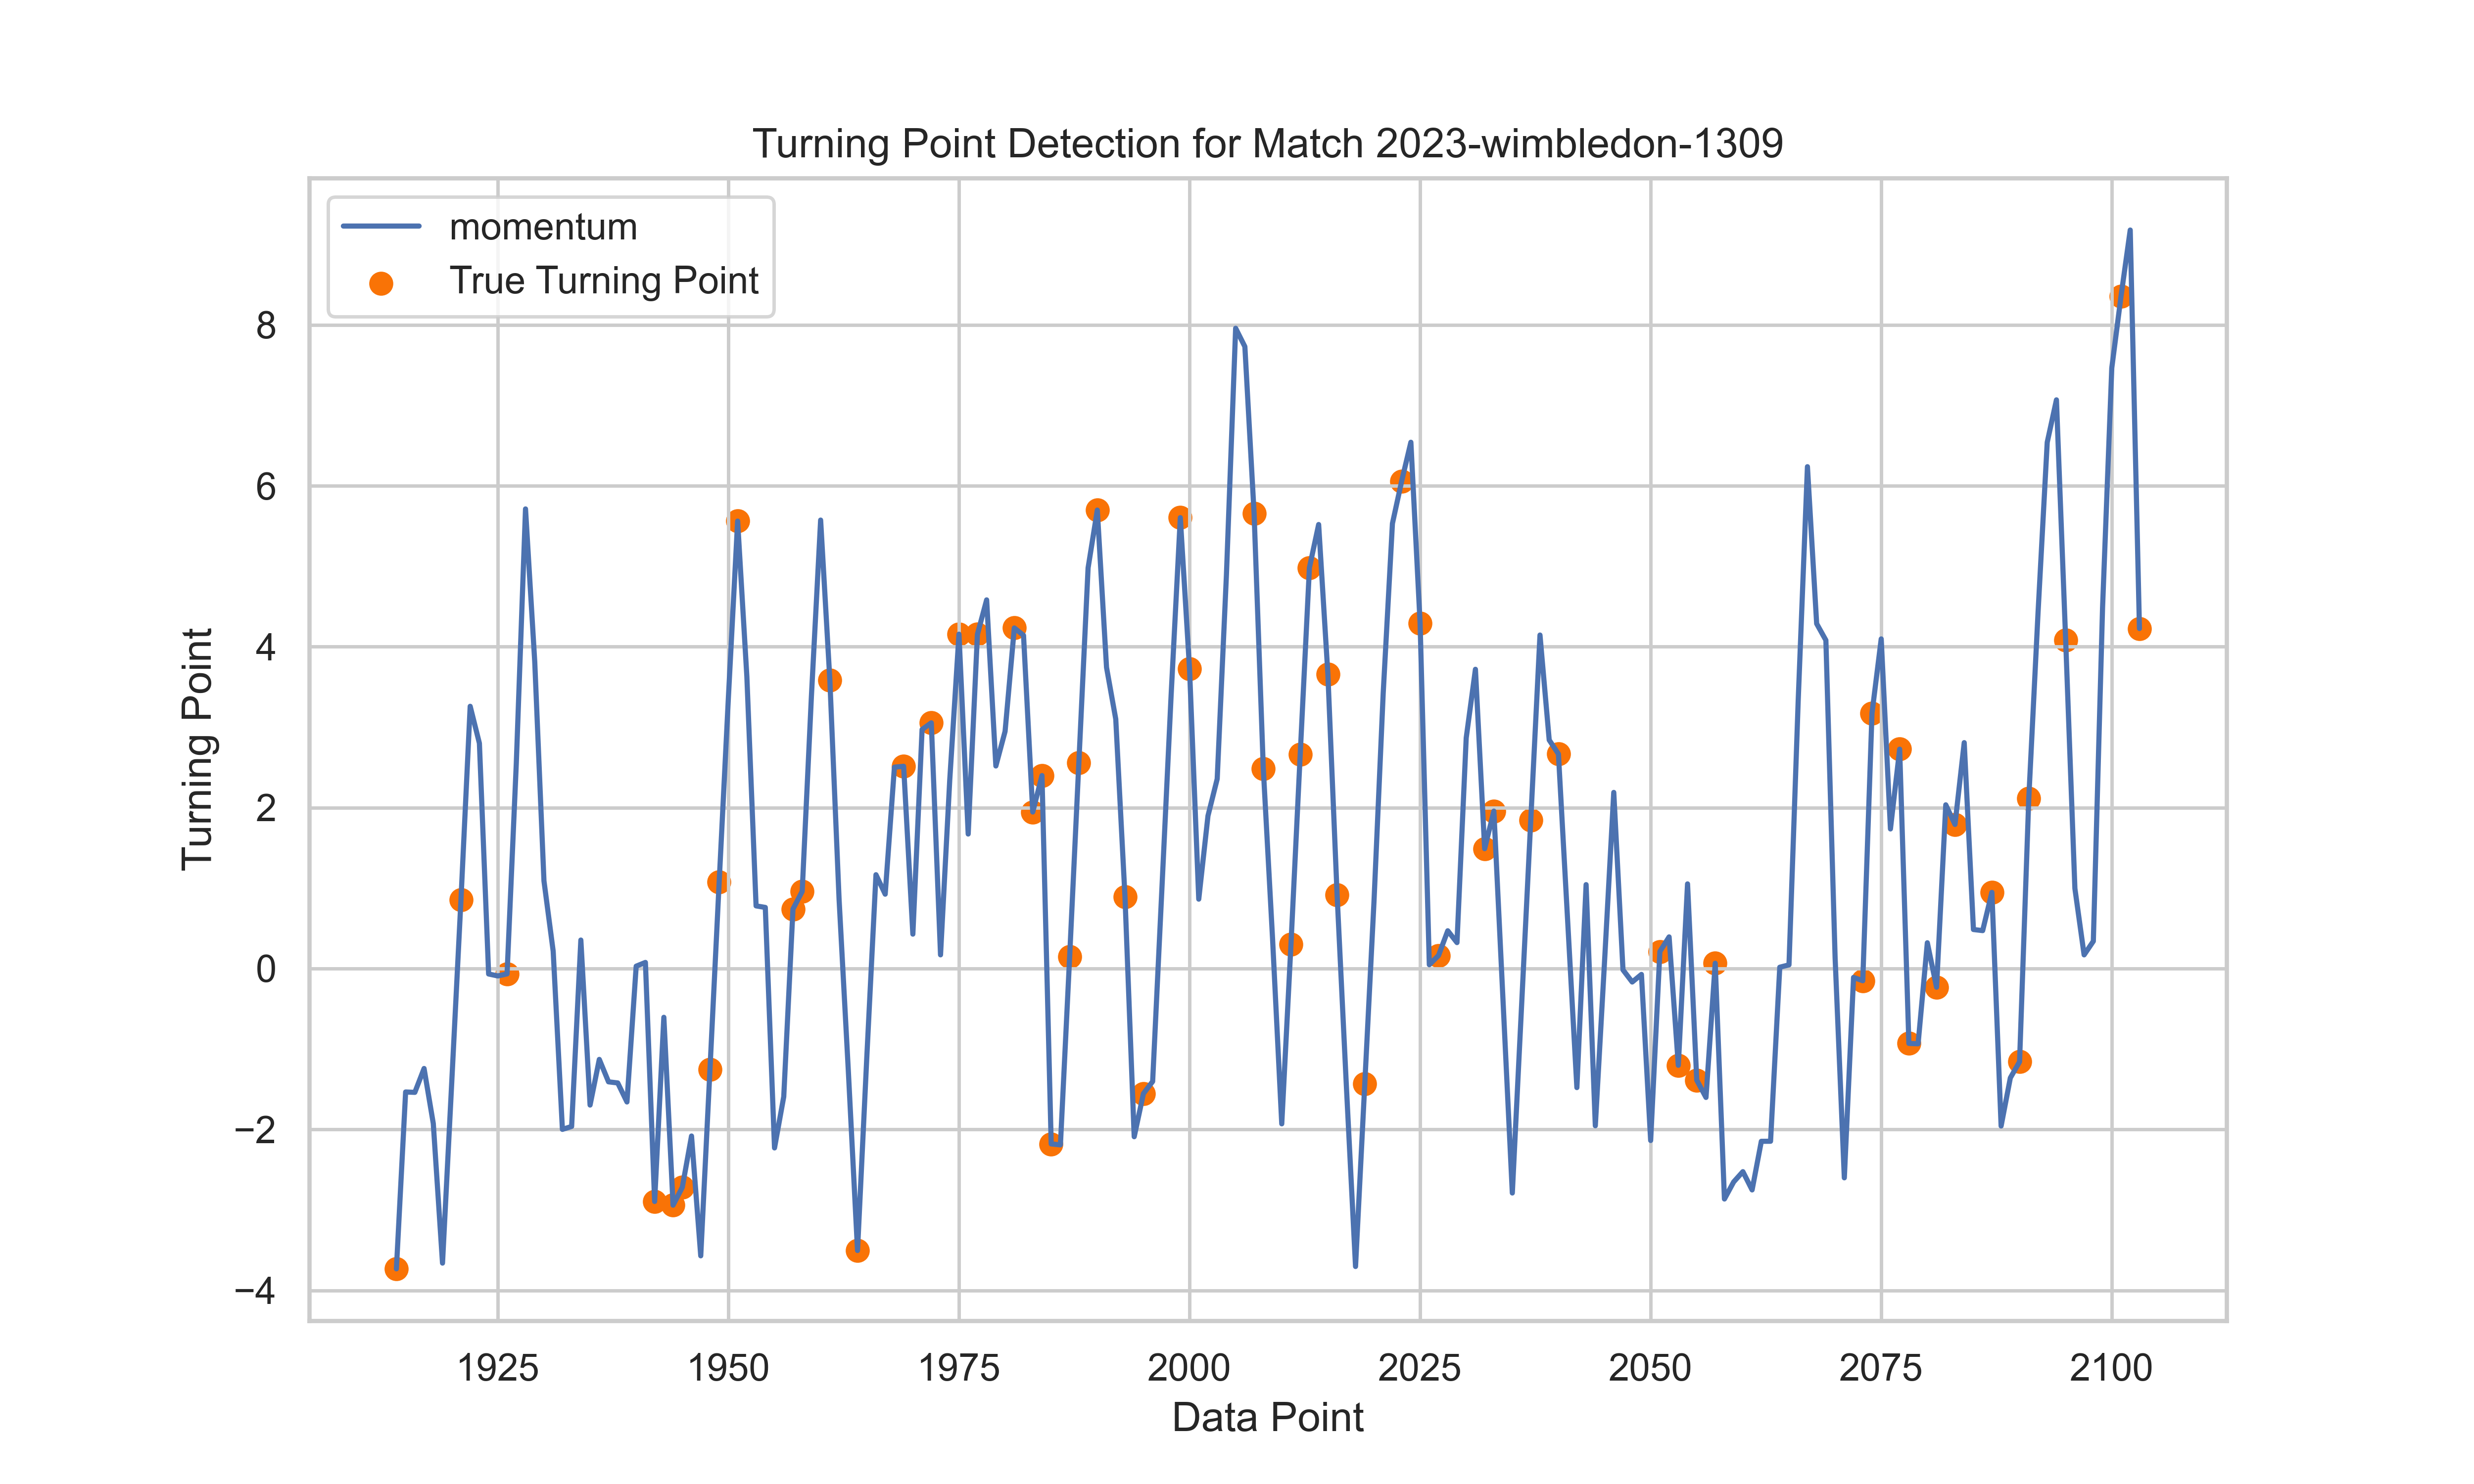 Turning Point Detection for Match 2023-wimbledon-1309
momentum
True Turning Point
Turning Point
8
6
4
2
0
−2
−4
1925 1950 1975 2000 2025 2050 2075 2100
Data Point